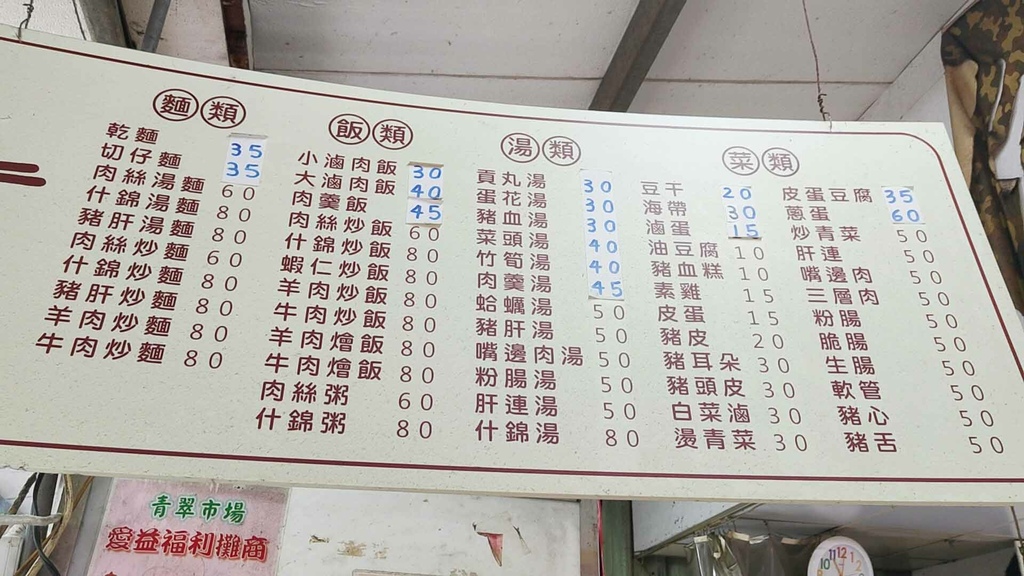 麵類
乾麵 35
切仔麵 35
肉絲湯麵 60
什錦湯麵 80
豬肝湯麵 80
肉絲炒麵 60
什錦炒麵 80
豬肝炒麵 80
羊肉炒麵 80
牛肉炒麵 80
飯類
小滷肉飯 30
大滷肉飯 40
肉羹飯 45
肉絲炒飯 60
什錦炒飯 80
蝦仁炒飯 80
羊肉炒飯 80
牛肉炒飯 80
羊肉燴飯 80
牛肉燴飯 80
肉絲粥 60
什錦粥 80
湯類
貢丸湯 30
蛋花湯 30
豬血湯 30
菜頭湯 40
竹筍湯 40
肉羹湯 45
蛤蠣湯 50
豬肝湯 50
嘴邊肉湯 50
粉腸湯 50
肝連湯 50
什錦湯 80
菜類
豆干 20
海帶 30
滷蛋 15
油豆腐 10
豬血糕 10
素雞 15
皮蛋 15
豬皮 20
豬耳朵 30
豬頭皮 30
白菜滷 30
燙青菜 30
皮蛋豆腐 35
蔥蛋 60
炒青菜 50
肝連 50
嘴邊肉 50
三層肉 50
粉腸 50
脆腸 50
生腸 50
軟管 50
豬心 50
豬舌 50
青翠市場
愛益福利攤商